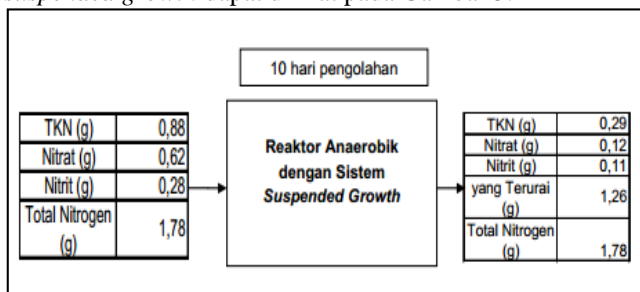 10 hari pengolahan
TKN (g) 0,88
Nitrat (g) 0,62
Nitrit (g) 0,28
Total Nitrogen
(g) 1,78
Reaktor Anaerobik
dengan Sistem
Suspended Growth
TKN (g) 0,29
Nitrat (g) 0,12
Nitrit (g) 0,11
yang Terurai
(g) 1,26
Total Nitrogen
(g) 1,78